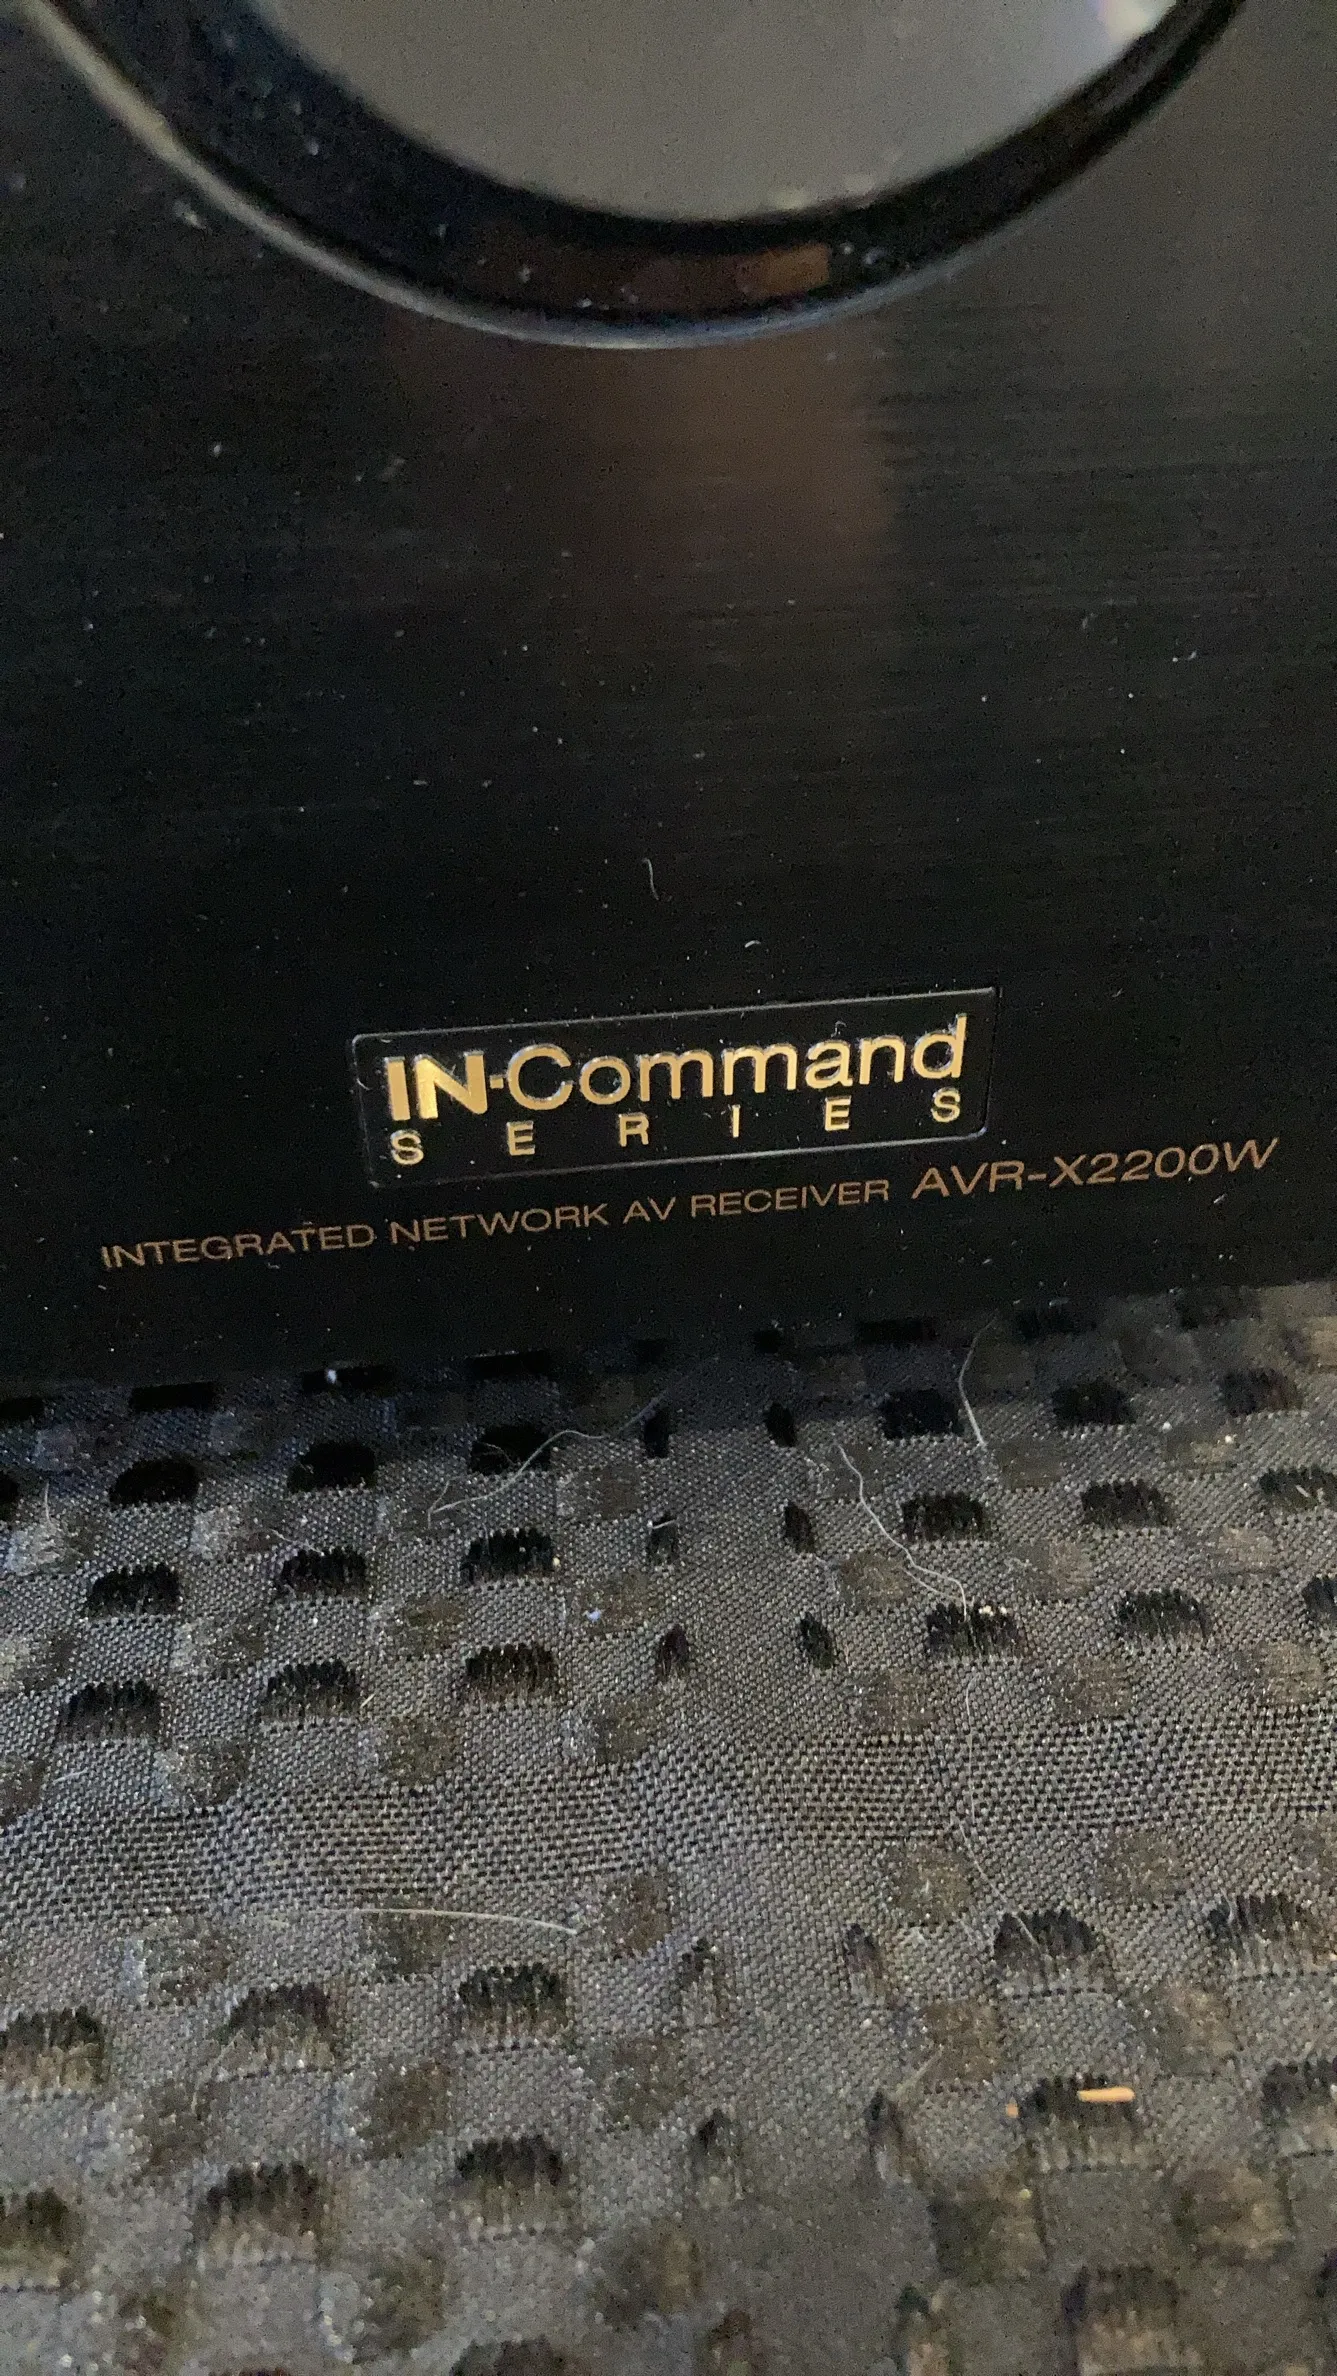 IN·Command
SERIES
INTEGRATED NETWORK AV RECEIVER AVR-X2200W